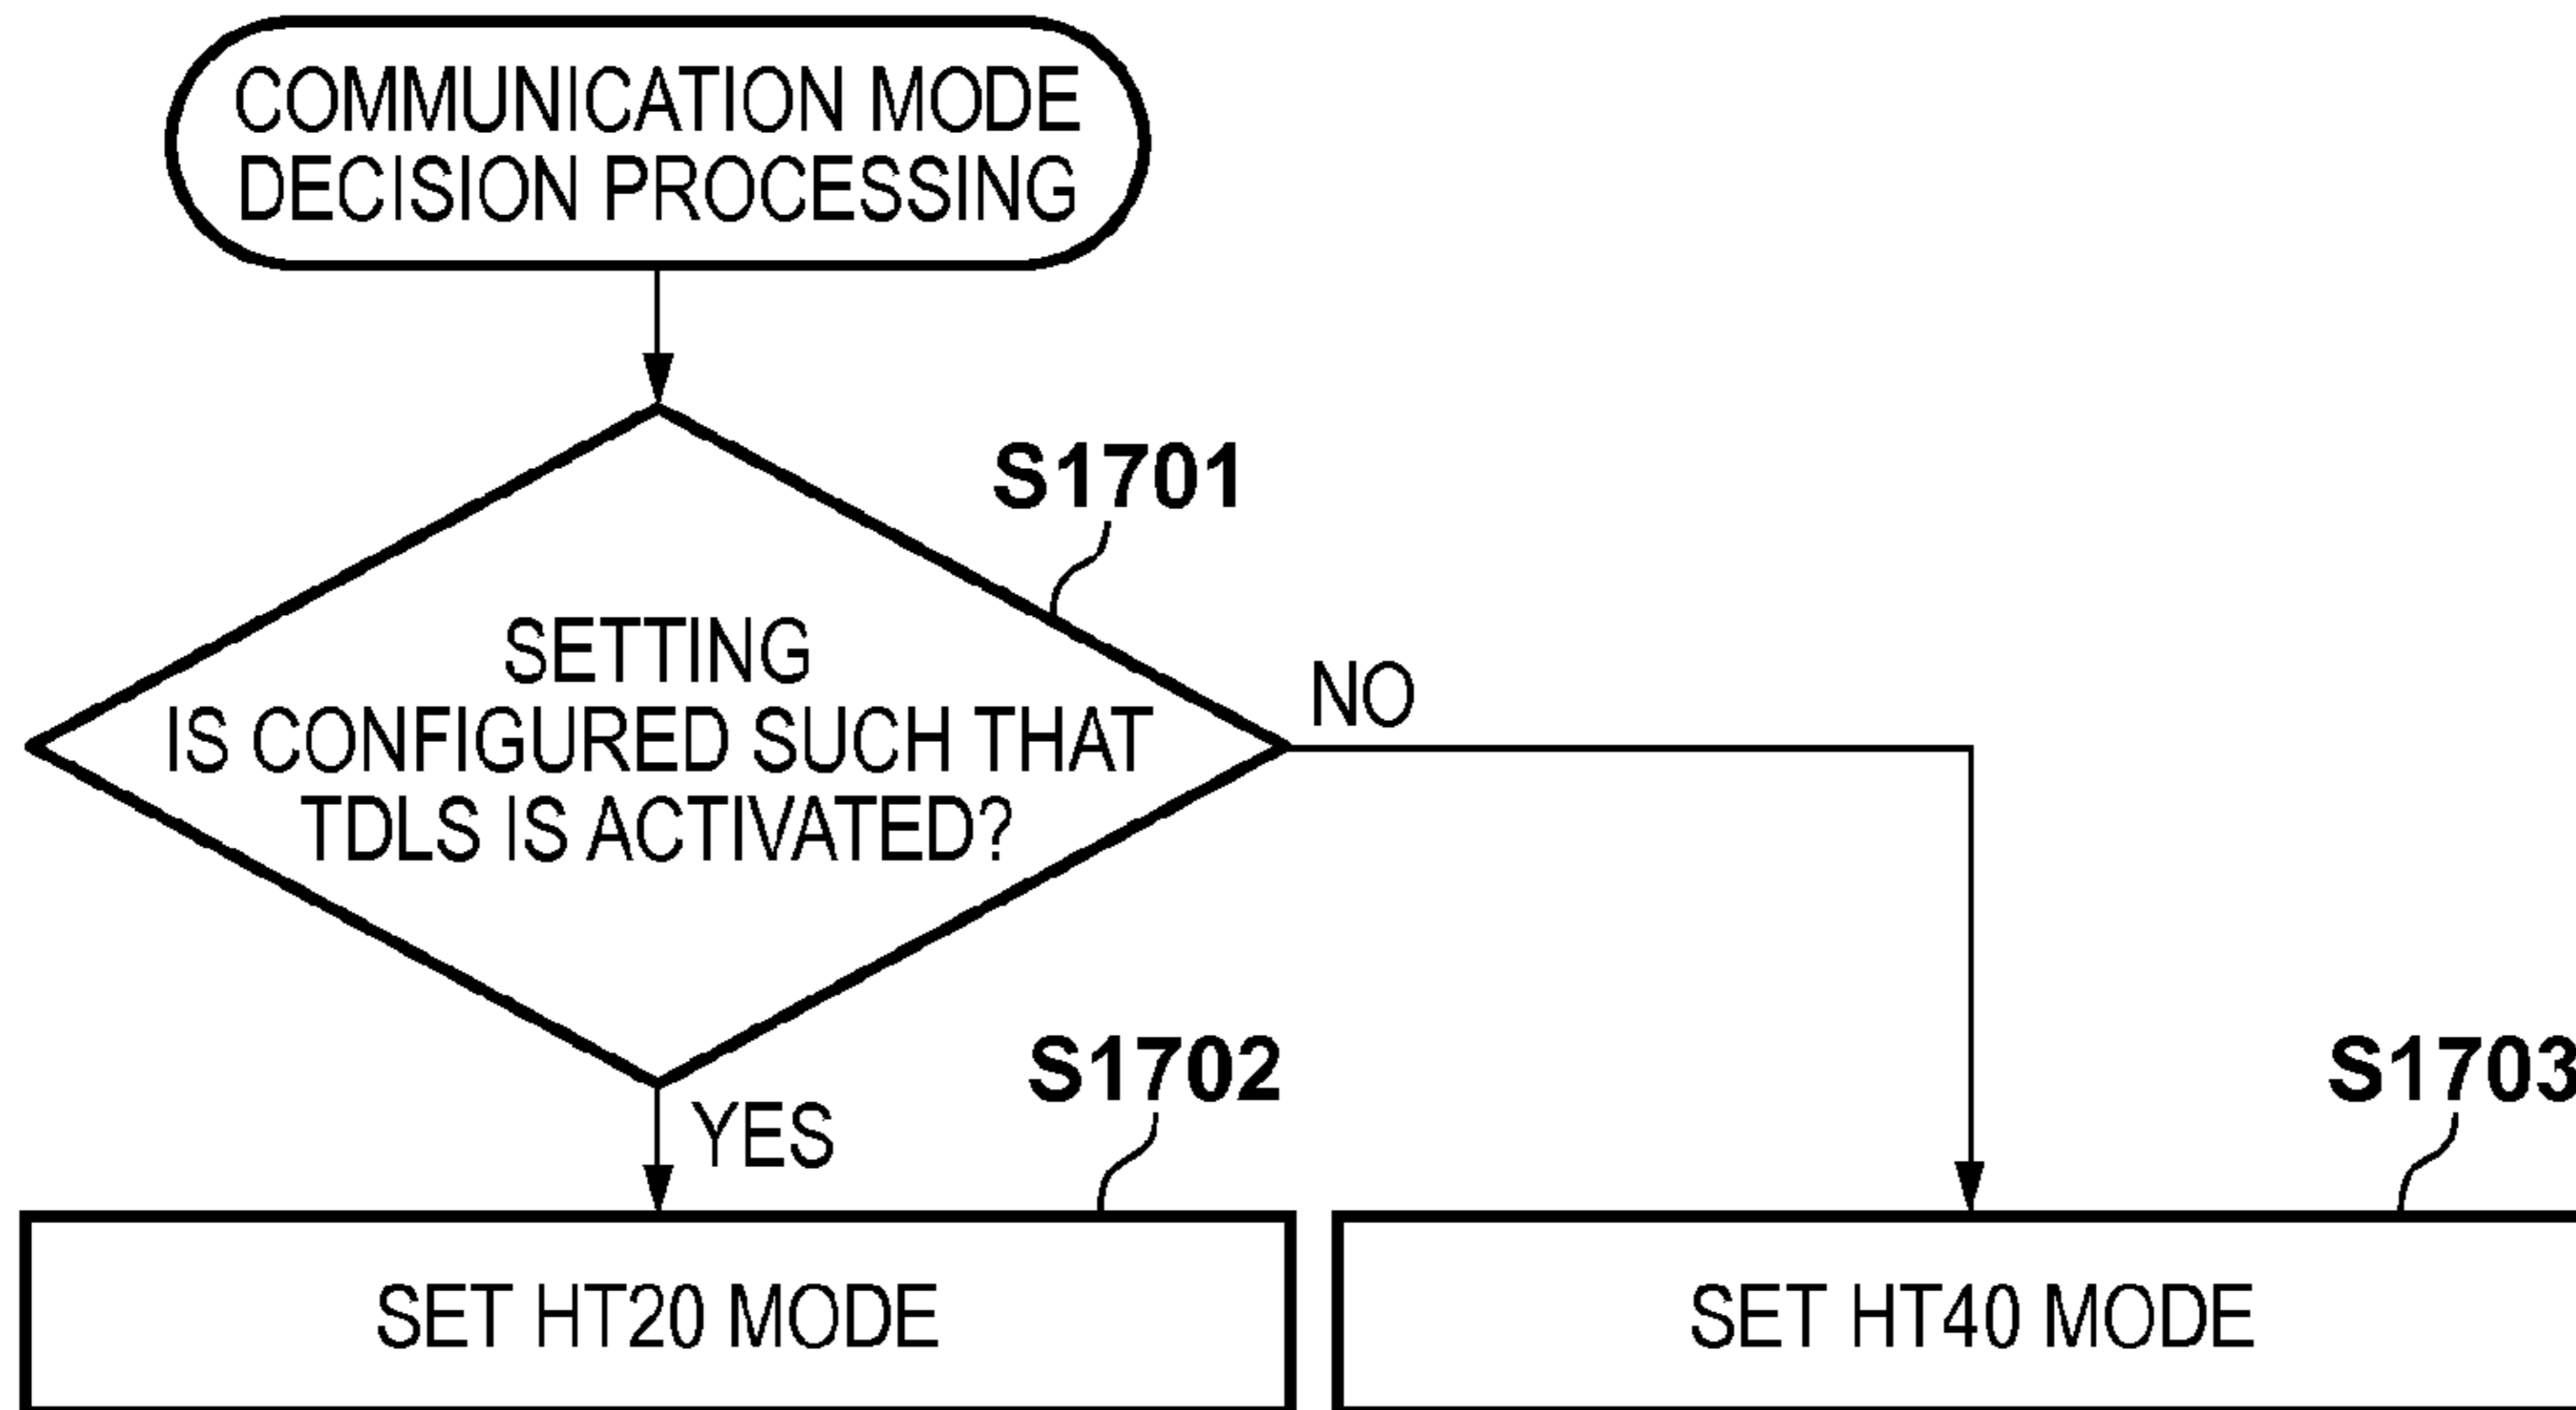 COMMUNICATION MODE
DECISION PROCESSING
S1701
SETTING
IS CONFIGURED SUCH THAT
TDLS IS ACTIVATED?
NO
YES
S1702
S1703
SET HT20 MODE
SET HT40 MODE